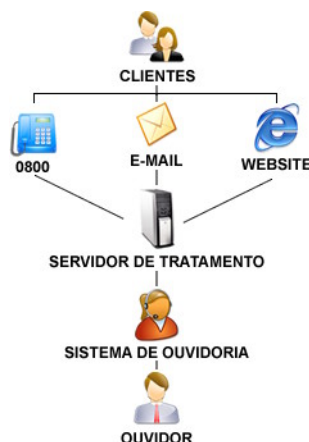 CLIENTES
0800
E-MAIL
WEBSITE
SERVIDOR DE TRATAMENTO
SISTEMA DE OUVIDORIA
OUVIDOR